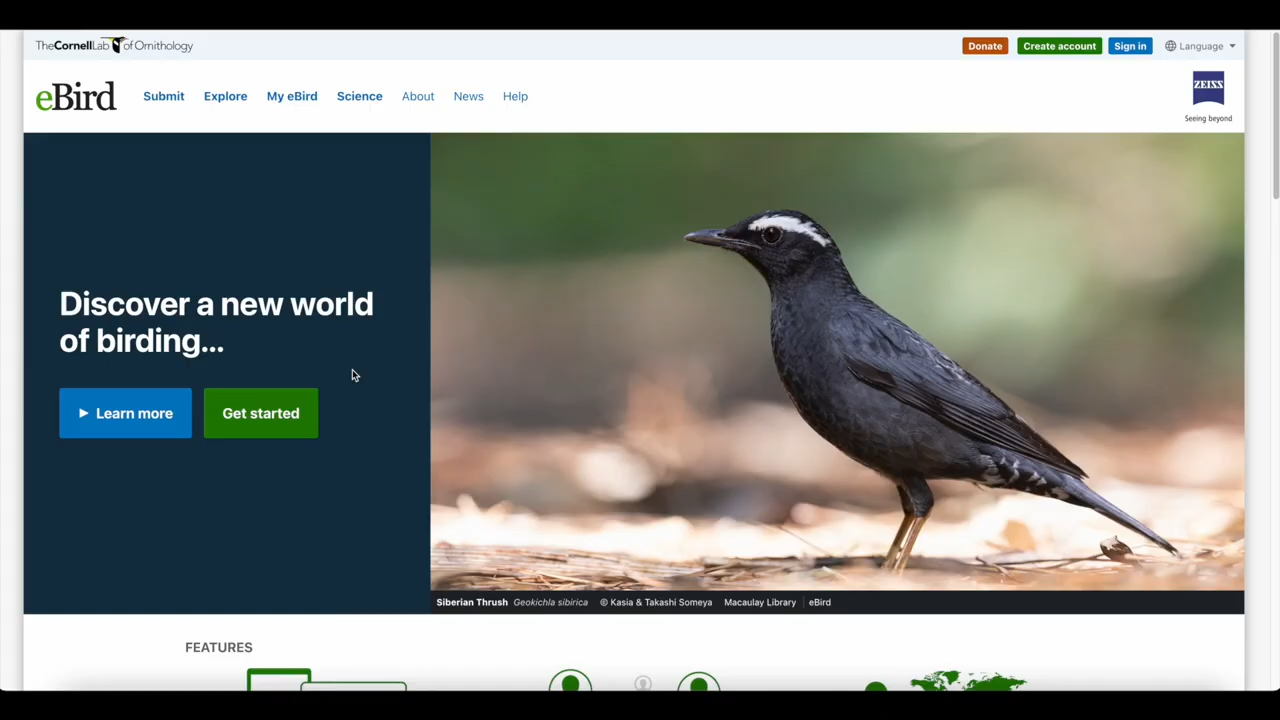 TheCornellLab of Ornithology
Donate
Create account
Sign in
Language
eBird
Submit
Explore
My eBird
Science
About
News
Help
ZEISS
Seeing beyond
Discover a new world
of birding...
Learn more
Get started
Siberian Thrush Geokichla sibirica © Kasia & Takashi Someya Macaulay Library eBird
FEATURES